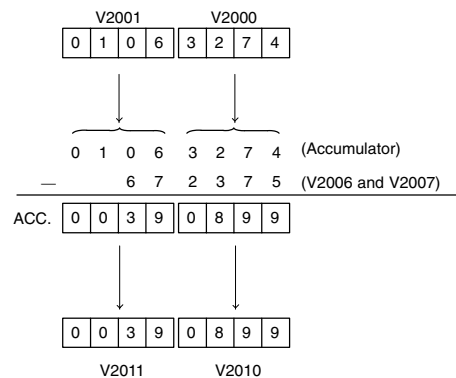 V2001 V2000
0 1 0 6 3 2 7 4
0 1 0 6 3 2 7 4 (Accumulator)
— 6 7 2 3 7 5 (V2006 and V2007)
ACC. 0 0 3 9 0 8 9 9
0 0 3 9 0 8 9 9
V2011 V2010